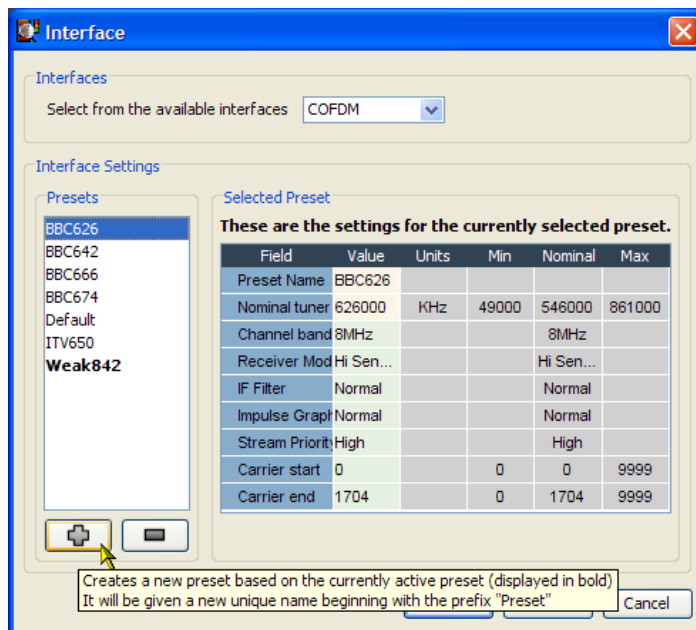 Interface
Interfaces
Select from the available interfaces COFDM
Interface Settings
Presets
BBC626
BBC642
BBC666
BBC674
Default
ITV650
Weak842
Selected Preset
These are the settings for the currently selected preset.
Field Value Units Min Nominal Max
Preset Name BBC626
Nominal tuner 626000 KHz 49000 546000 861000
Channel band 8MHz 8MHz
Receiver Mod Hi Sen... Hi Sen...
IF Filter Normal Normal
Impulse Graph Normal Normal
Stream Priority High High
Carrier start 0 0 0 9999
Carrier end 1704 0 1704 9999
Creates a new preset based on the currently active preset (displayed in bold)
It will be given a new unique name beginning with the prefix "Preset"
Cancel